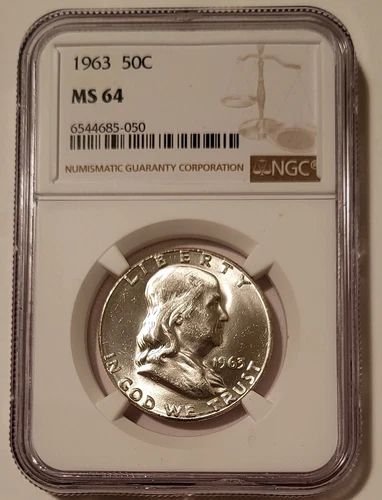 1963 50C
MS 64
6544685-050
NUMISMATIC GUARANTY CORPORATION
NGC®
LIBERTY
1963
IN GOD WE TRUST